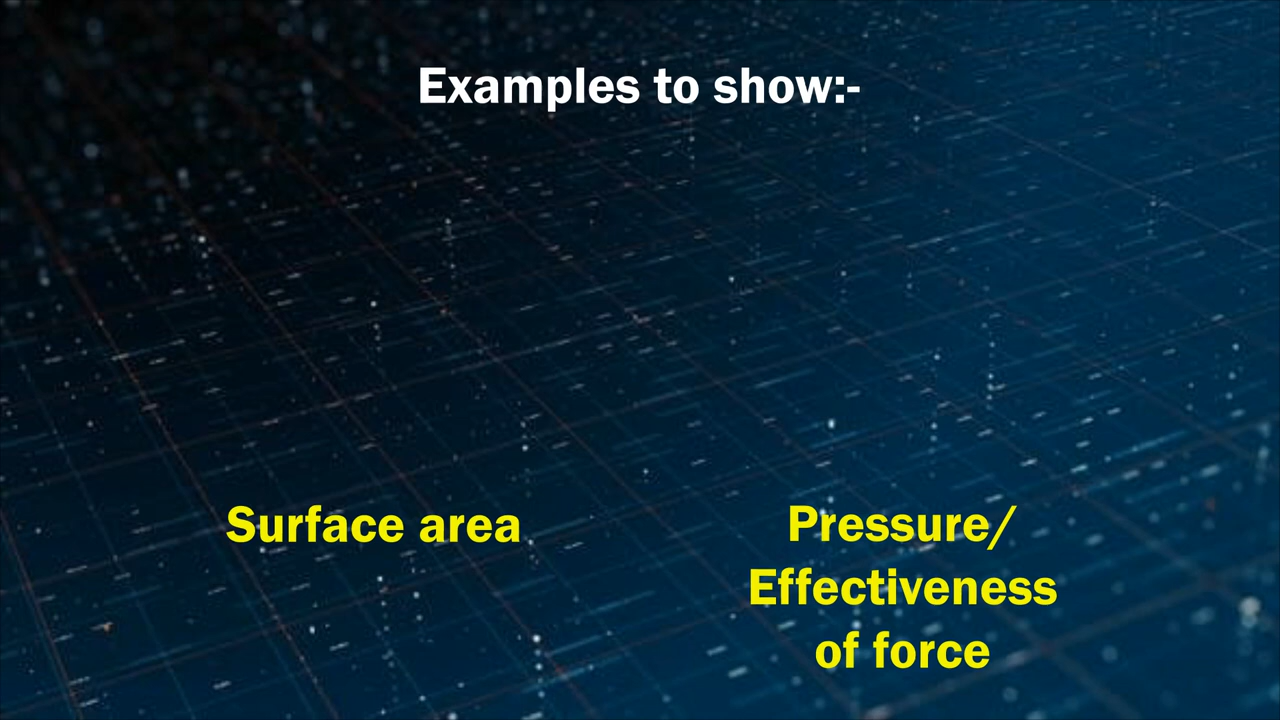 Examples to show:-
Surface area
Pressure/
Effectiveness
of force